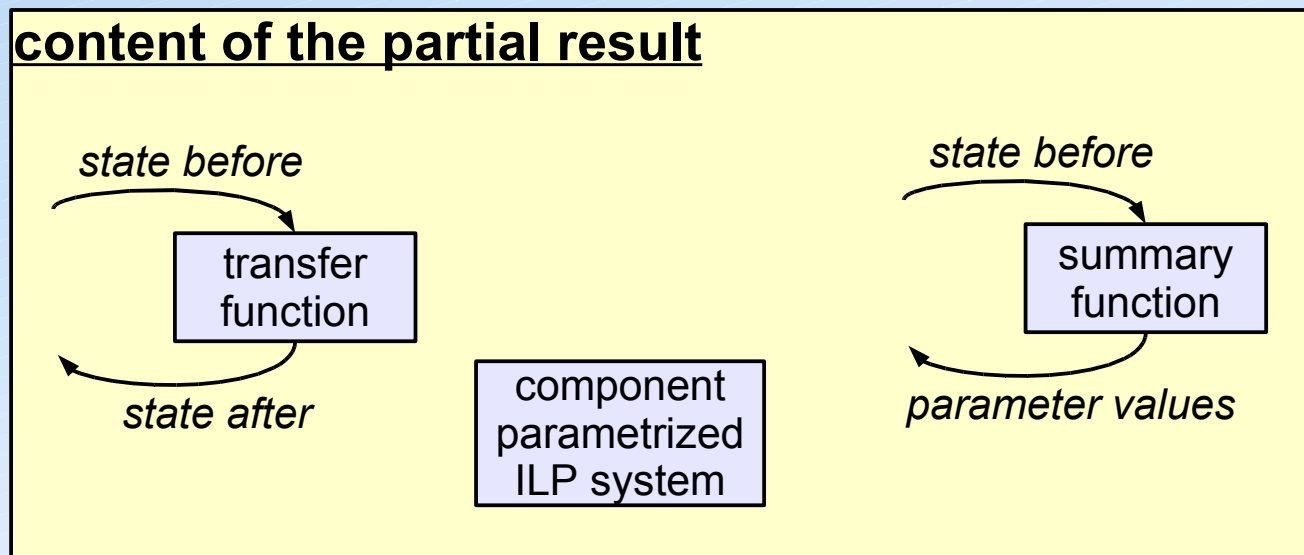 content of the partial result
state before
transfer
function
state after
component
parametrized
ILP system
state before
summary
function
parameter values